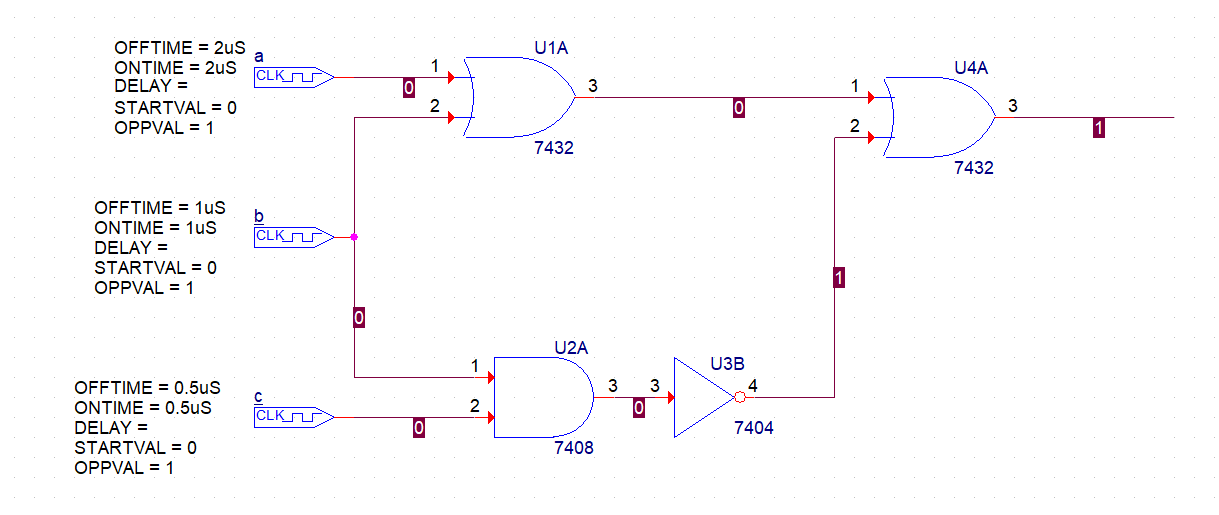 OFFTIME = 2uS
ONTIME = 2uS
DELAY =
STARTVAL = 0
OPPVAL = 1
a
CLK
0
1
2
U1A
3
7432
0
1
2
U4A
3
7432
1
OFFTIME = 1uS
ONTIME = 1uS
DELAY =
STARTVAL = 0
OPPVAL = 1
b
CLK
0
1
OFFTIME = 0.5uS
ONTIME = 0.5uS
DELAY =
STARTVAL = 0
OPPVAL = 1
c
CLK
0
1
2
U2A
3
7408
0
3
U3B
4
7404